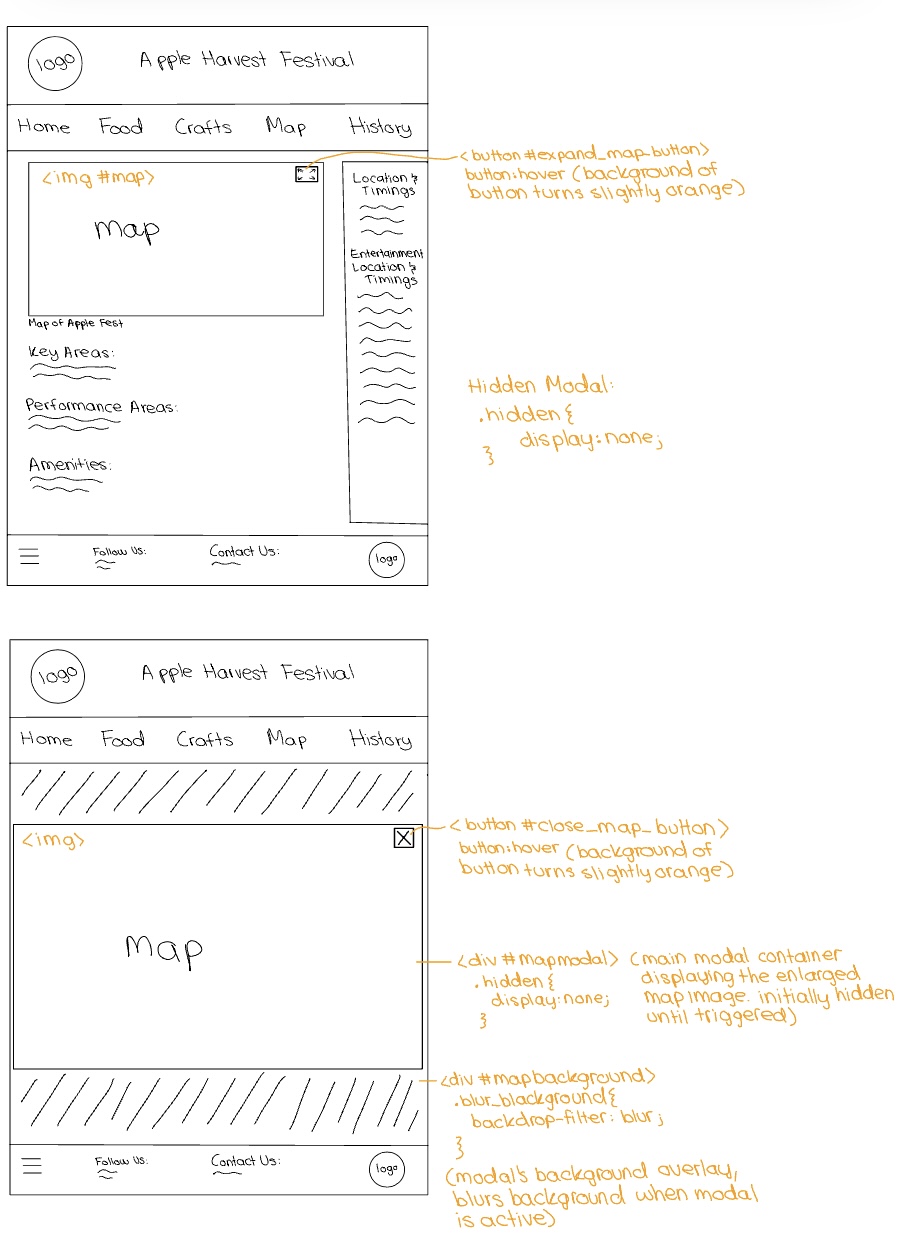 logo
Apple Harvest Festival
Home Food Crafts Map History
<img #map>
Map
Map of Apple Fest
Key Areas:
Performance Areas:
Amenities:
Location &
Timings
Entertainment
Location &
Timings
Follow Us:
Contact Us:
logo
<button #expand_map_button>
button:hover (background of
button turns slightly orange)
Hidden Modal:
.hidden{
display:none;
}
logo
Apple Harvest Festival
Home Food Crafts Map History
<img>
Map
Follow Us:
Contact Us:
logo
<button #close_map_button>
button:hover (background of
button turns slightly orange)
<div #mapmodal> (main modal container
.hidden{ displaying the enlarged
display:none; map image. initially hidden
} until triggered)
<div #mapbackground>
.blur_blackground{
backdrop-filter: blur;
}
(modal's background overlay,
blurs background when modal
is active)